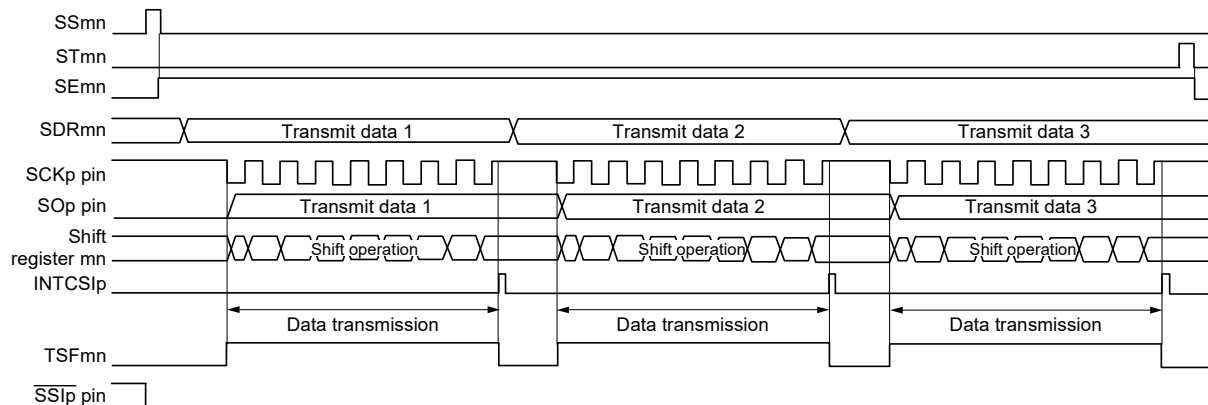 SSmn
STmn
SEmn
SDRmn Transmit data 1 Transmit data 2 Transmit data 3
SCKp pin
SOp pin Transmit data 1 Transmit data 2 Transmit data 3
Shift
register mn Shift operation Shift operation Shift operation
INTCSIp
Data transmission Data transmission Data transmission
TSFmn
SSIp pin